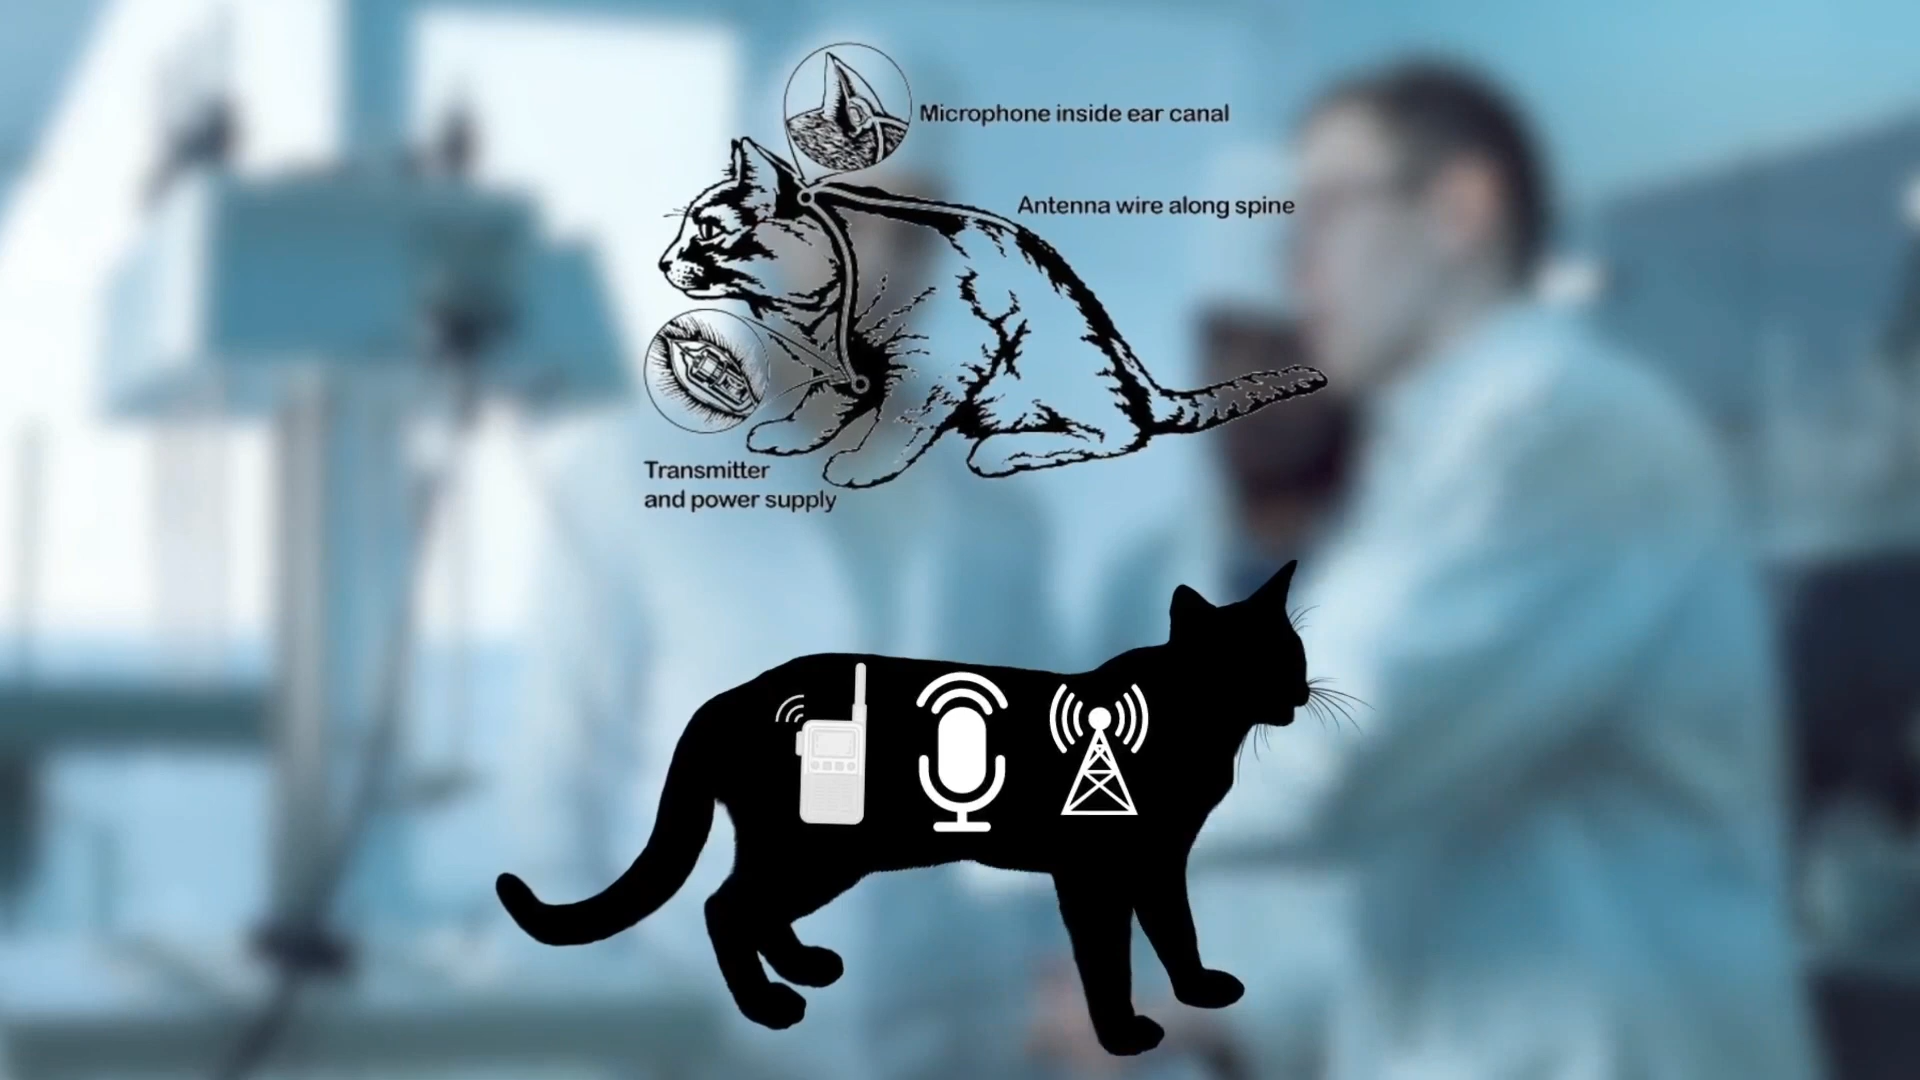 Microphone inside ear canal
Antenna wire along spine
Transmitter
and power supply